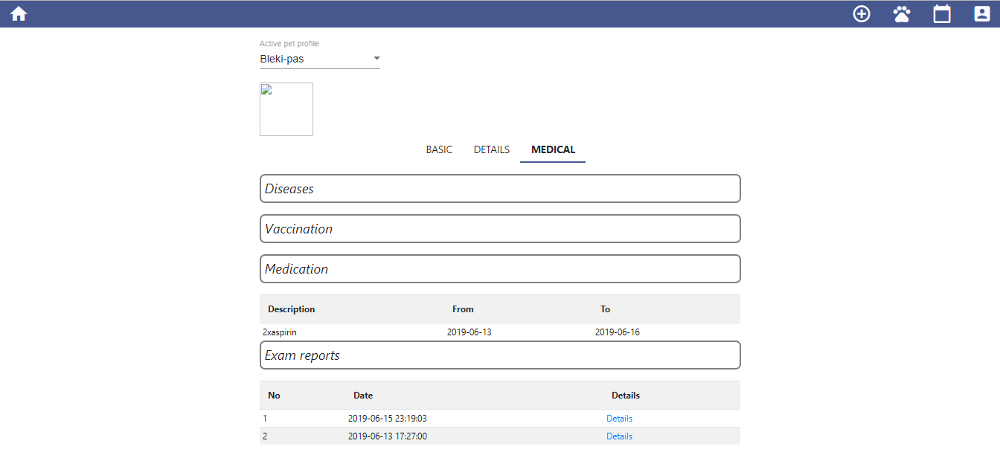 Active pet profile
Bleki-pas
BASIC DETAILS MEDICAL
Diseases
Vaccination
Medication
Description From To
2xaspirin 2019-06-13 2019-06-16
Exam reports
No Date Details
1 2019-06-15 23:19:03 Details
2 2019-06-13 17:27:00 Details